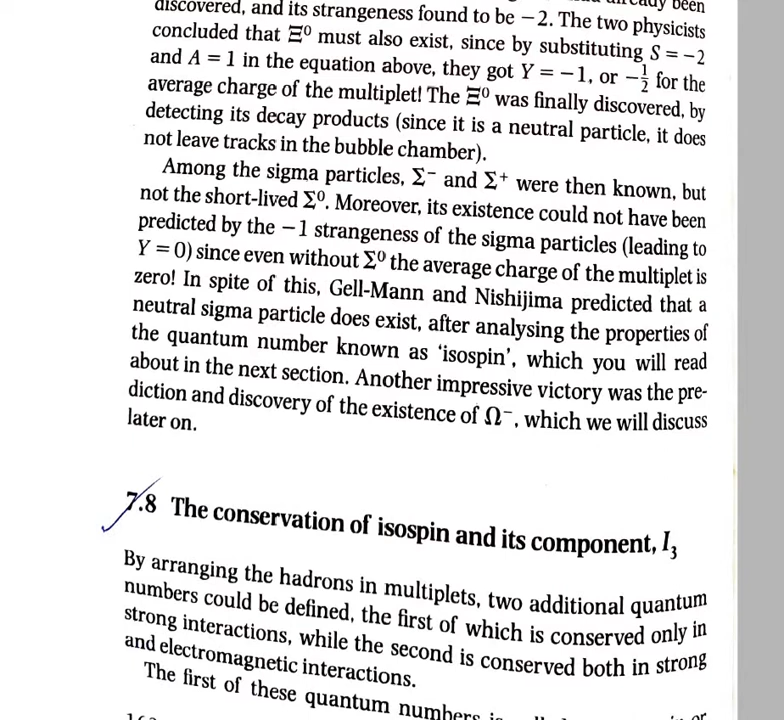 already been
discovered, and its strangeness found to be −2. The two physicists
concluded that Ξ⁰ must also exist, since by substituting S = −2
and A = 1 in the equation above, they got Y = −1, or −½ for the
average charge of the multiplet! The Ξ⁰ was finally discovered, by
detecting its decay products (since it is a neutral particle, it does
not leave tracks in the bubble chamber).
Among the sigma particles, Σ⁻ and Σ⁺ were then known, but
not the short-lived Σ⁰. Moreover, its existence could not have been
predicted by the −1 strangeness of the sigma particles (leading to
Y = 0) since even without Σ⁰ the average charge of the multiplet is
zero! In spite of this, Gell-Mann and Nishijima predicted that a
neutral sigma particle does exist, after analysing the properties of
the quantum number known as ‘isospin’, which you will read
about in the next section. Another impressive victory was the pre-
diction and discovery of the existence of Ω⁻, which we will discuss
later on.
7.8 The conservation of isospin and its component, I₃
By arranging the hadrons in multiplets, two additional quantum
numbers could be defined, the first of which is conserved only in
strong interactions, while the second is conserved both in strong
and electromagnetic interactions.
The first of these quantum numbers